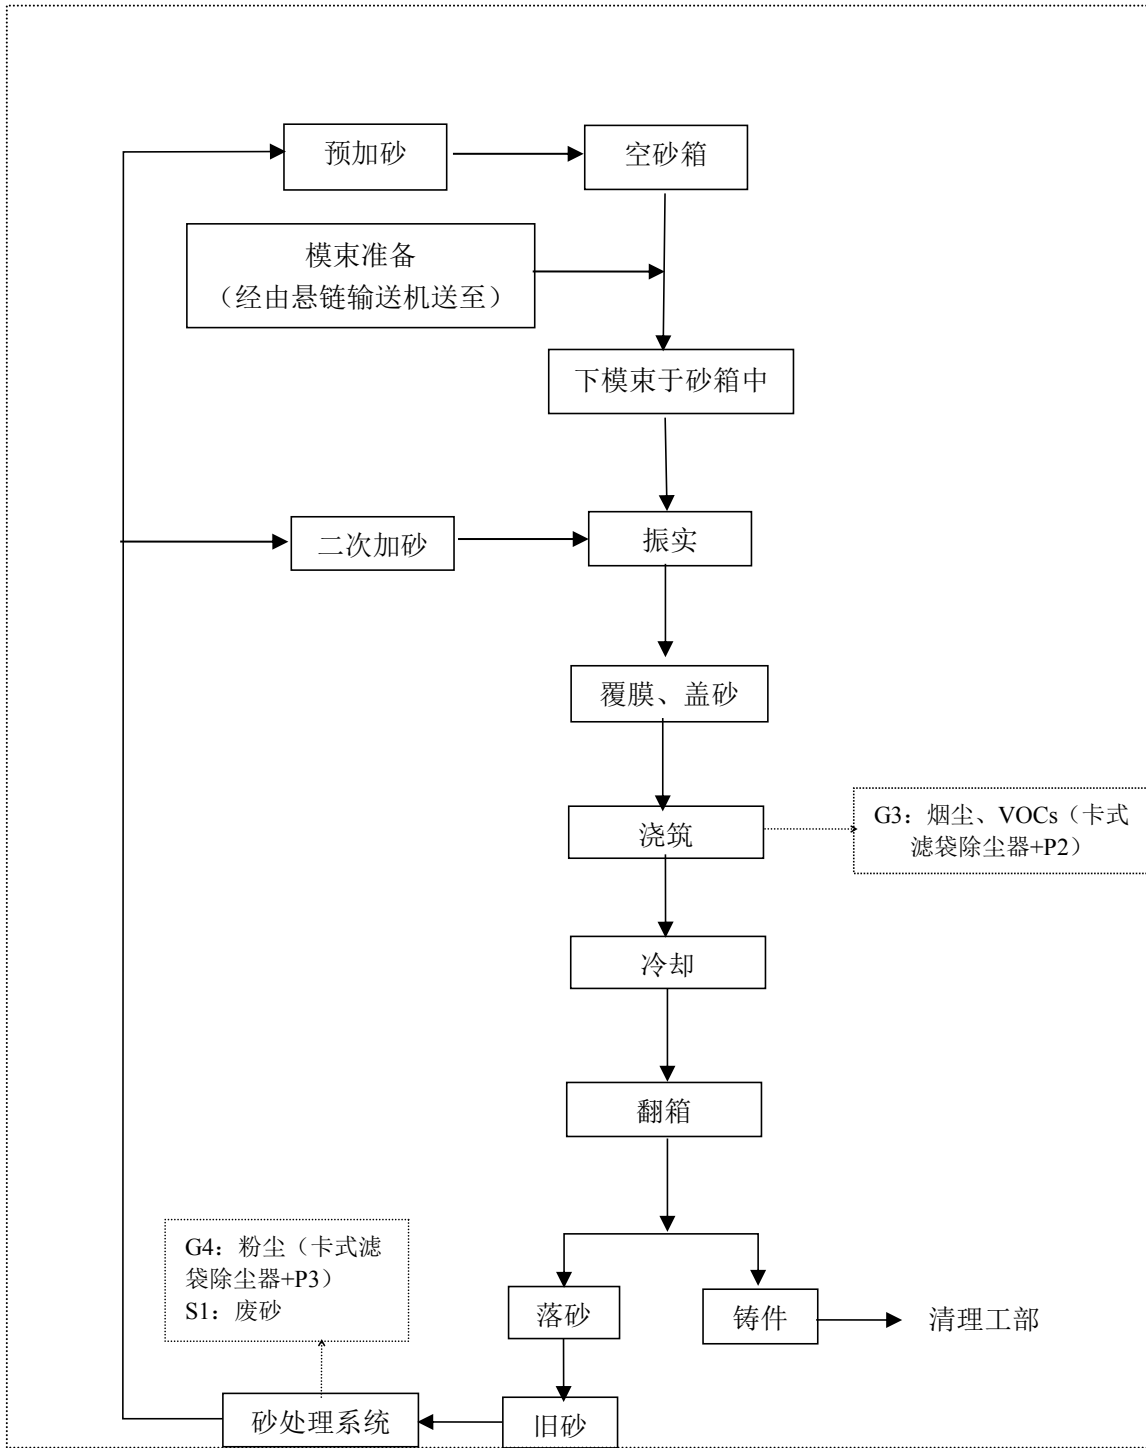 预加砂
空砂箱
模束准备
（经由悬链输送机送至）
下模束于砂箱中
二次加砂
振实
覆膜、盖砂
浇筑
G3：烟尘、VOCs（卡式
滤袋除尘器+P2）
冷却
翻箱
G4：粉尘（卡式滤
袋除尘器+P3）
S1：废砂
落砂
铸件
清理工部
砂处理系统
旧砂